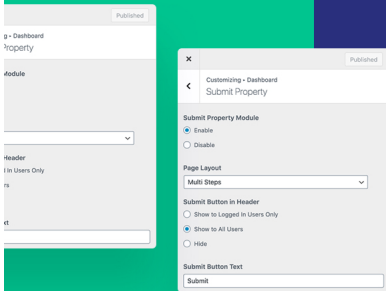 Published
g ▸ Dashboard
Property
Module
Header
d In Users Only
rs
xt
Published
Customizing ▸ Dashboard
Submit Property
Submit Property Module
Enable
Disable
Page Layout
Multi Steps
Submit Button in Header
Show to Logged In Users Only
Show to All Users
Hide
Submit Button Text
Submit